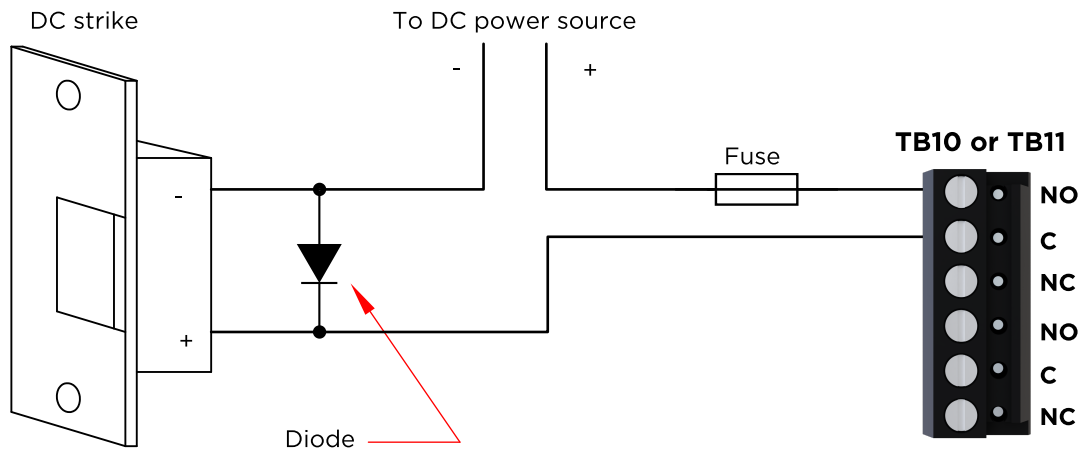 DC strike
To DC power source
- +
Fuse
TB10 or TB11
NO
-
C
NC
NO
+
C
NC
Diode